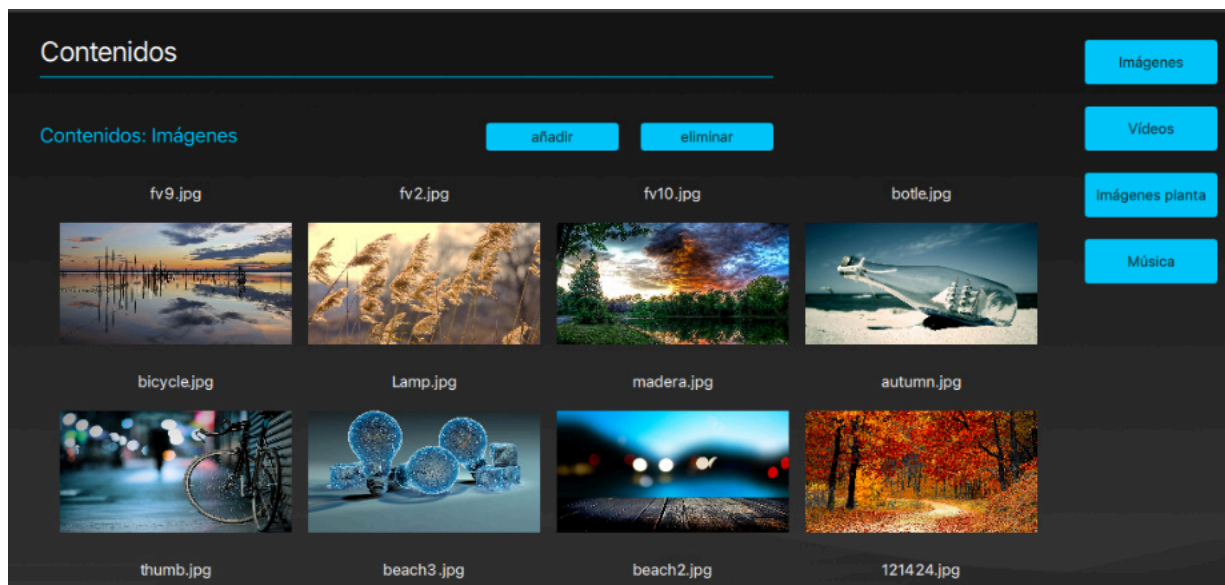 Contenidos
Imágenes
Contenidos: Imágenes
añadir
eliminar
Vídeos
Imágenes planta
Música
fv9.jpg
fv2.jpg
fv10.jpg
botle.jpg
bicycle.jpg
Lamp.jpg
madera.jpg
autumn.jpg
thumb.jpg
beach3.jpg
beach2.jpg
121424.jpg